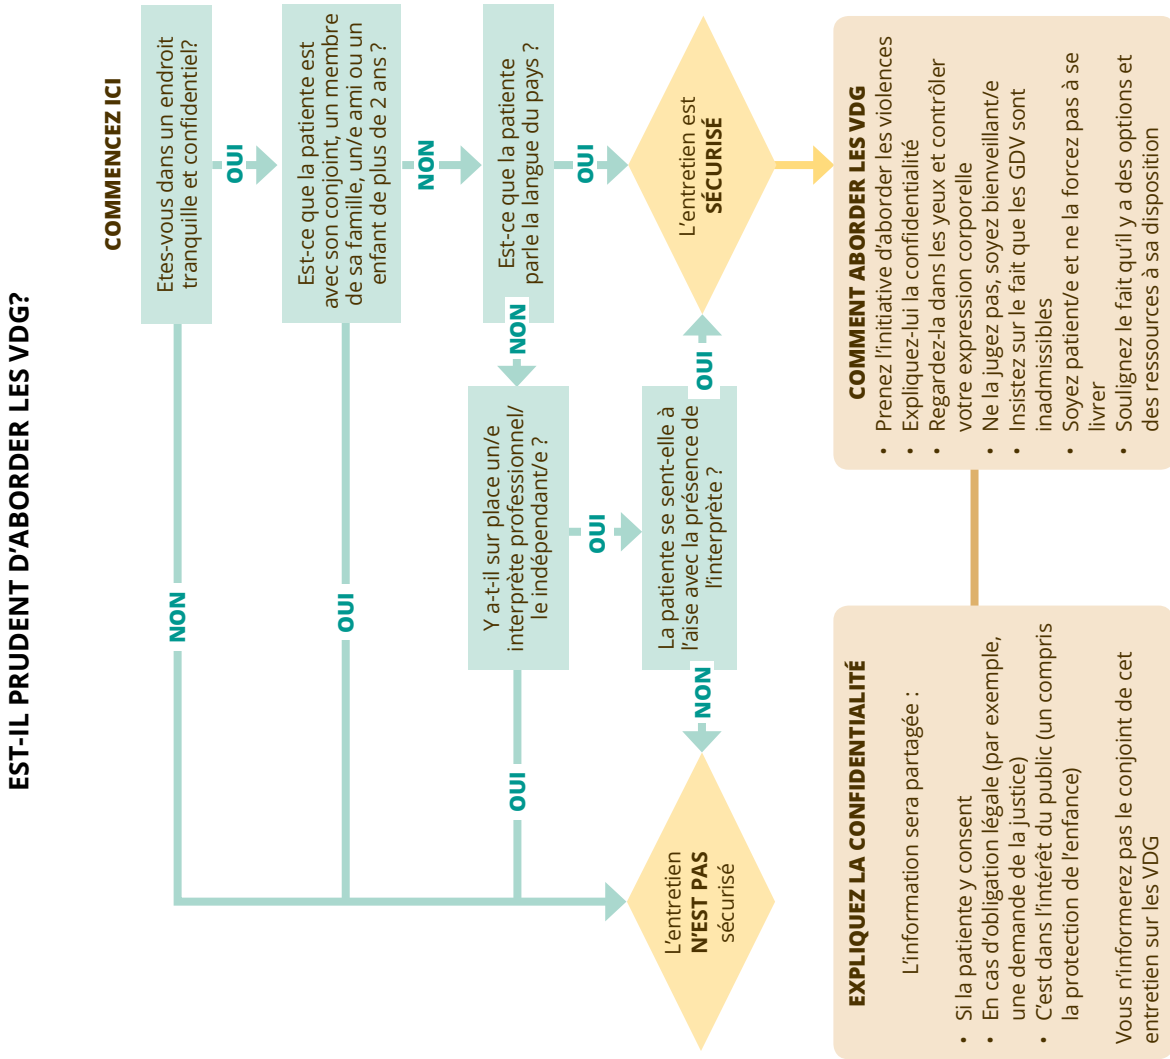 EST-IL PRUDENT D'ABORDER LES VDG?
COMMENCEZ ICI
Etes-vous dans un endroit
tranquille et confidentiel?
OUI
NON
Est-ce que la patiente est
avec son conjoint, un membre
de sa famille, un/e ami ou un
enfant de plus de 2 ans ?
NON
OUI
Est-ce que la patiente
parle la langue du pays ?
OUI
NON
Y a-t-il sur place un/e
interprète professionnel/
le indépendant/e ?
OUI
OUI
La patiente se sent-elle à
l'aise avec la présence de
l'interprète ?
OUI
NON
L'entretien est
SÉCURISÉ
L'entretien
N'EST PAS
sécurisé
COMMENT ABORDER LES VDG
• Prenez l'initiative d'aborder les violences
• Expliquez-lui la confidentialité
• Regardez-la dans les yeux et contrôler
votre expression corporelle
• Ne la jugez pas, soyez bienveillant/e
• Insistez sur le fait que les GDV sont
inadmissibles
• Soyez patient/e et ne la forcez pas à se
livrer
• Soulignez le fait qu'il y a des options et
des ressources à sa disposition
EXPLIQUEZ LA CONFIDENTIALITÉ
L'information sera partagée :
• Si la patiente y consent
• En cas d'obligation légale (par exemple,
une demande de la justice)
• C'est dans l'intérêt du public (un compris
la protection de l'enfance)
Vous n'informerez pas le conjoint de cet
entretien sur les VDG